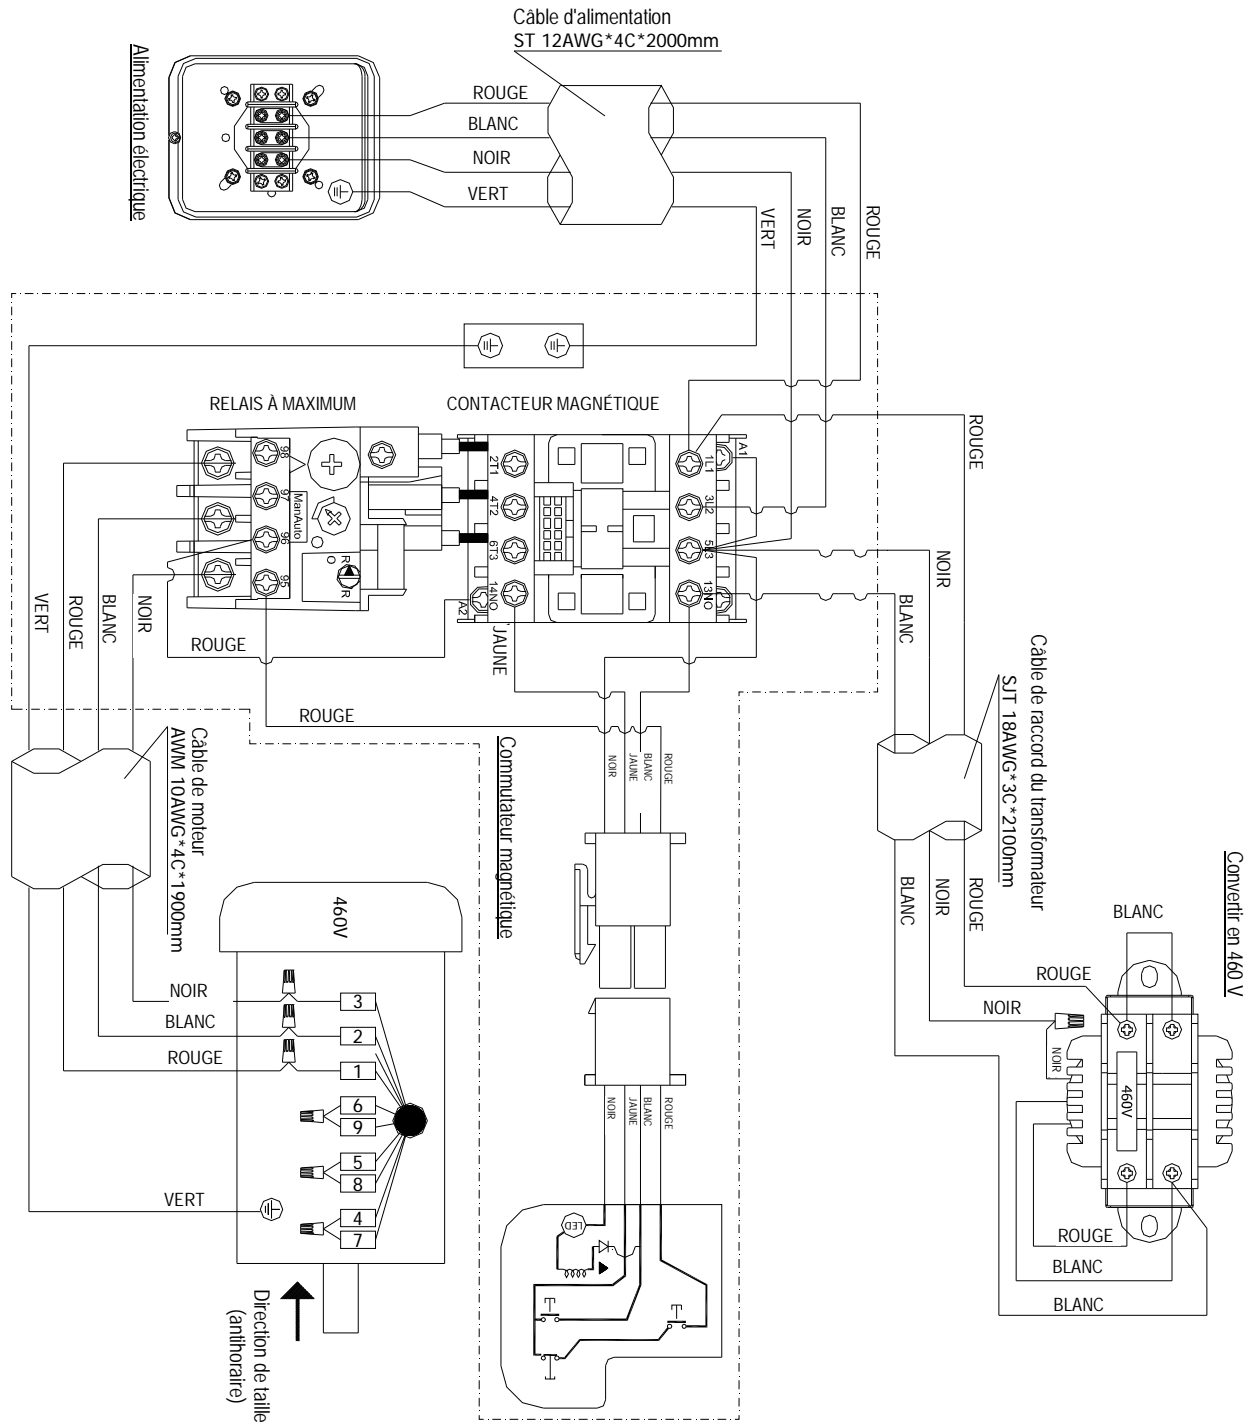 Câble d'alimentation
ST 12AWG*4C*2000mm
Alimentation électrique
ROUGE
BLANC
NOIR
VERT
VERT
NOIR
BLANC
ROUGE
RELAIS À MAXIMUM
CONTACTEUR MAGNÉTIQUE
98
97
96
95
ManAuto
R
O
R
2T1
4T2
6T3
14NO
A2
1L1
3L2
5L3
13NO
A1
ROUGE
NOIR
BLANC
VERT
ROUGE
BLANC
NOIR
ROUGE
JAUNE
ROUGE
Câble de raccord du transformateur
SJT 18AWG*3C*2100mm
Câble de moteur
AWM 10AWG*4C*1900mm
Commutateur magnétique
NOIR
JAUNE
BLANC
ROUGE
BLANC
NOIR
ROUGE
Convertir en 460 V
BLANC
ROUGE
NOIR
NOIR
460V
ROUGE
BLANC
BLANC
460V
NOIR
3
BLANC
2
ROUGE
1
6
9
5
8
4
7
VERT
NOIR
JAUNE
BLANC
ROUGE
LED
Direction de taille
(antihoraire)